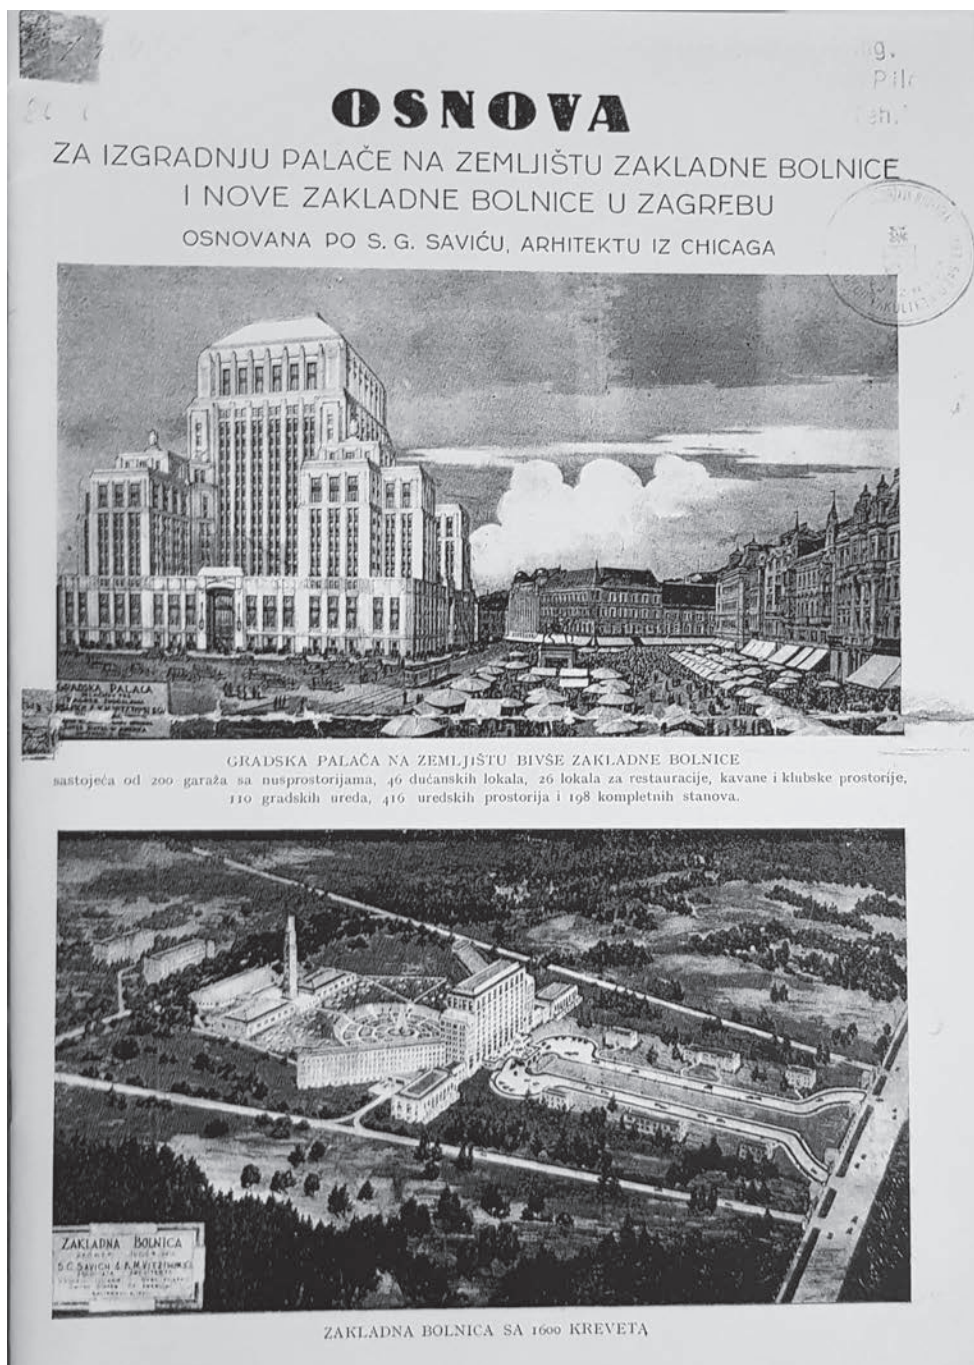 OSNOVA
ZA IZGRADNJU PALAČE NA ZEMLJIŠTU ZAKLADNE BOLNICE
I NOVE ZAKLADNE BOLNICE U ZAGREBU
OSNOVANA PO S. G. SAVIĆU, ARHITEKTU IZ CHICAGA
GRADSKA PALAČA
GRADSKA PALAČA NA ZEMLJIŠTU BIVŠE ZAKLADNE BOLNICE
sastojeća od 200 garaža sa nusprostorijama, 46 dućanskih lokala, 26 lokala za restauracije, kavane i klubske prostorije,
110 gradskih ureda, 416 uredskih prostorija i 198 kompletnih stanova.
ZAKLADNA BOLNICA
ZAKLADNA BOLNICA SA 1600 KREVETA